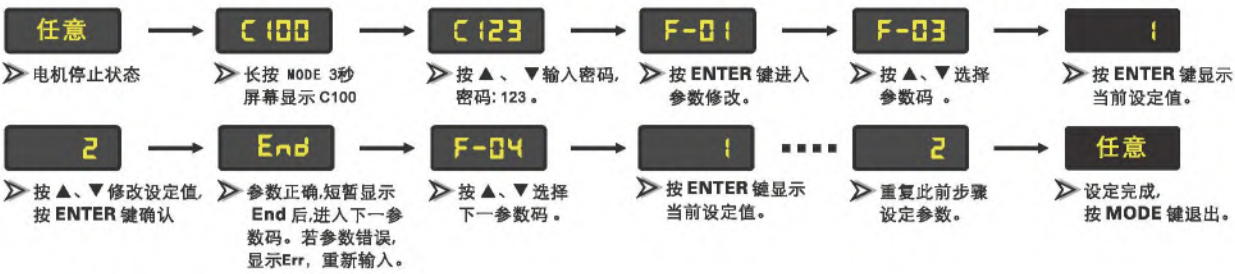 任意
C100
C123
F-01
F-03
1
电机停止状态
长按 MODE 3秒
屏幕显示 C100
按▲、▼输入密码,
密码: 123。
按 ENTER 键进入
参数修改。
按▲、▼选择
参数码 。
按 ENTER 键显示
当前设定值。
2
End
F-04
1
2
任意
按▲、▼修改设定值,
按 ENTER 键确认
参数正确,短暂显示
End 后,进入下一参
数码。若参数错误,
显示Err, 重新输入。
按▲、▼选择
下一参数码 。
按 ENTER 键显示
当前设定值。
重复此前步骤
设定参数。
设定完成,
按 MODE 键退出。